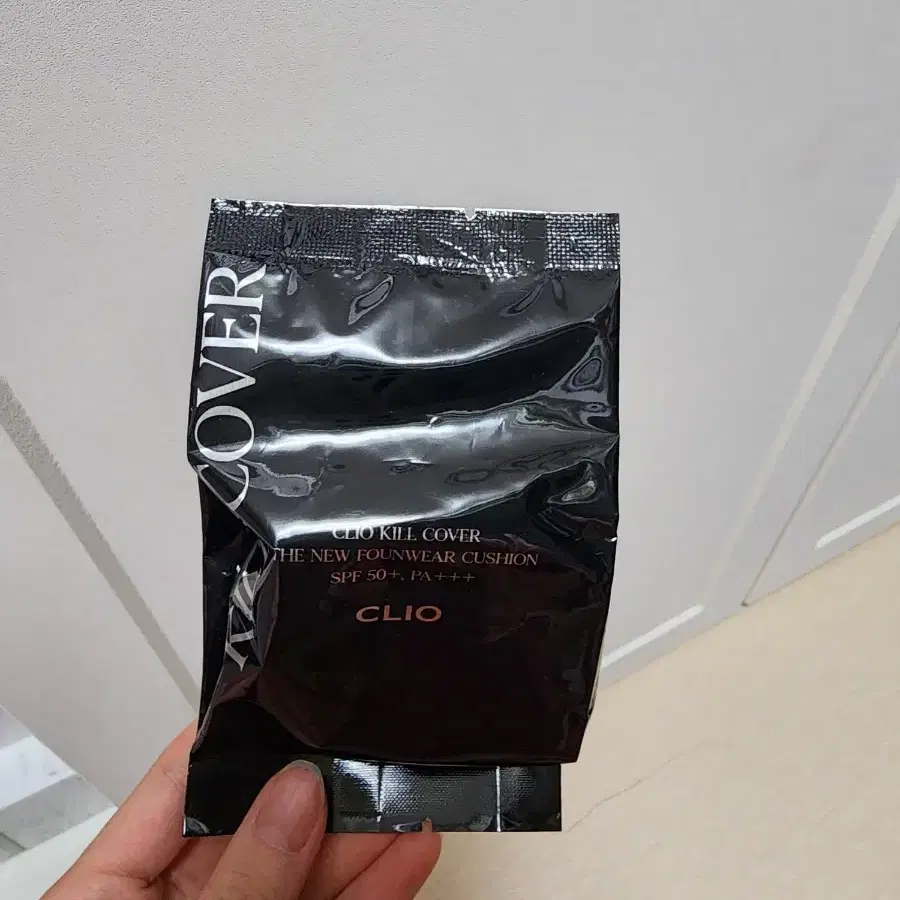 COVER
CLIO KILL COVER
THE NEW FOUNWEAR CUSHION
SPF 50+, PA+++
CLIO